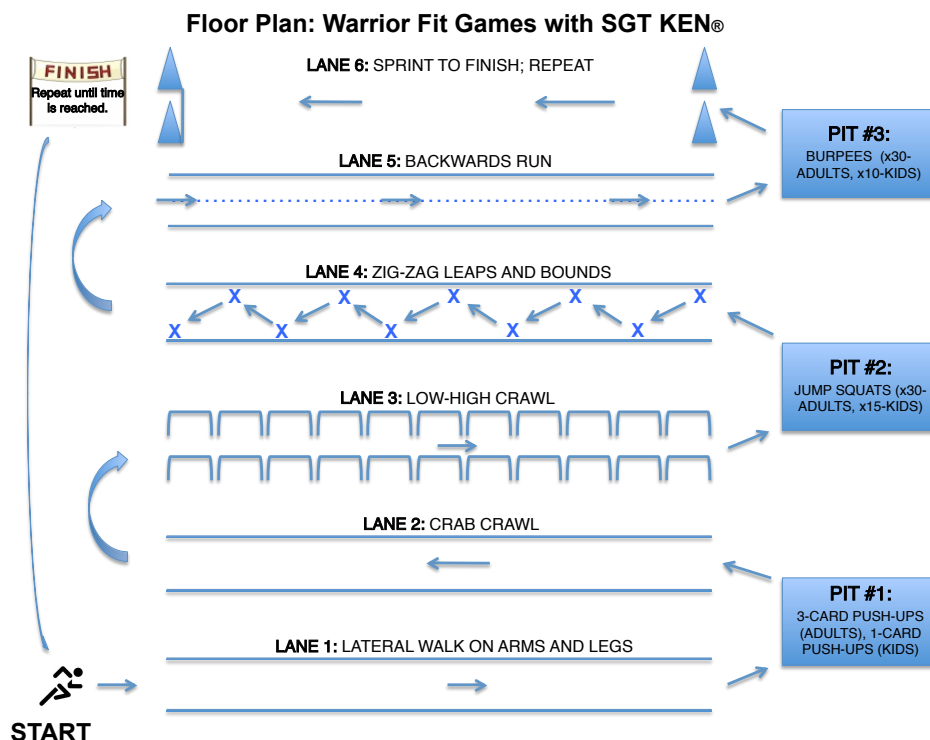 Floor Plan: Warrior Fit Games with SGT KEN®
FINISH
Repeat until time
is reached.
LANE 6: SPRINT TO FINISH; REPEAT
PIT #3:
BURPEES (x30-
ADULTS, x10-KIDS)
LANE 5: BACKWARDS RUN
LANE 4: ZIG-ZAG LEAPS AND BOUNDS
X X X X X
X X X X X
PIT #2:
JUMP SQUATS (x30-
ADULTS, x15-KIDS)
LANE 3: LOW-HIGH CRAWL
LANE 2: CRAB CRAWL
PIT #1:
3-CARD PUSH-UPS
(ADULTS), 1-CARD
PUSH-UPS (KIDS)
LANE 1: LATERAL WALK ON ARMS AND LEGS
START